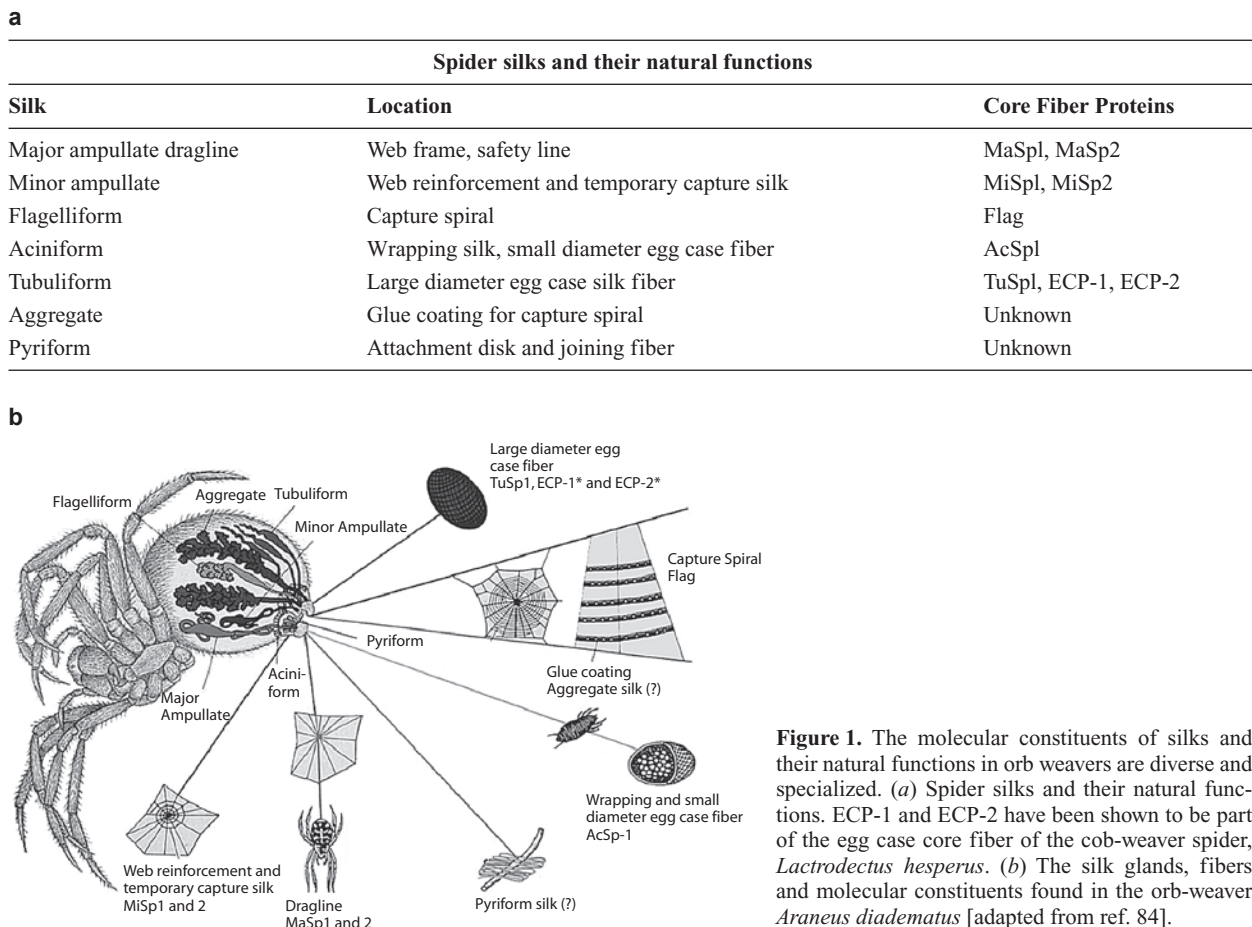 a
Spider silks and their natural functions
Silk Location Core Fiber Proteins
Major ampullate dragline Web frame, safety line MaSpl, MaSp2
Minor ampullate Web reinforcement and temporary capture silk MiSpl, MiSp2
Flagelliform Capture spiral Flag
Aciniform Wrapping silk, small diameter egg case fiber AcSpl
Tubuliform Large diameter egg case silk fiber TuSpl, ECP-1, ECP-2
Aggregate Glue coating for capture spiral Unknown
Pyriform Attachment disk and joining fiber Unknown
b
Large diameter egg
case fiber
TuSp1, ECP-1* and ECP-2*
Flagelliform
Aggregate
Tubuliform
Minor Ampullate
Capture Spiral
Flag
Pyriform
Glue coating
Aggregate silk (?)
Acini-
form
Major
Ampullate
Wrapping and small
diameter egg case fiber
AcSp-1
Web reinforcement and
temporary capture silk
MiSp1 and 2
Dragline
MaSp1 and 2
Pyriform silk (?)
Figure 1. The molecular constituents of silks and
their natural functions in orb weavers are diverse and
specialized. (a) Spider silks and their natural func-
tions. ECP-1 and ECP-2 have been shown to be part
of the egg case core fiber of the cob-weaver spider,
Lactrodectus hesperus. (b) The silk glands, fibers
and molecular constituents found in the orb-weaver
Araneus diadematus [adapted from ref. 84].